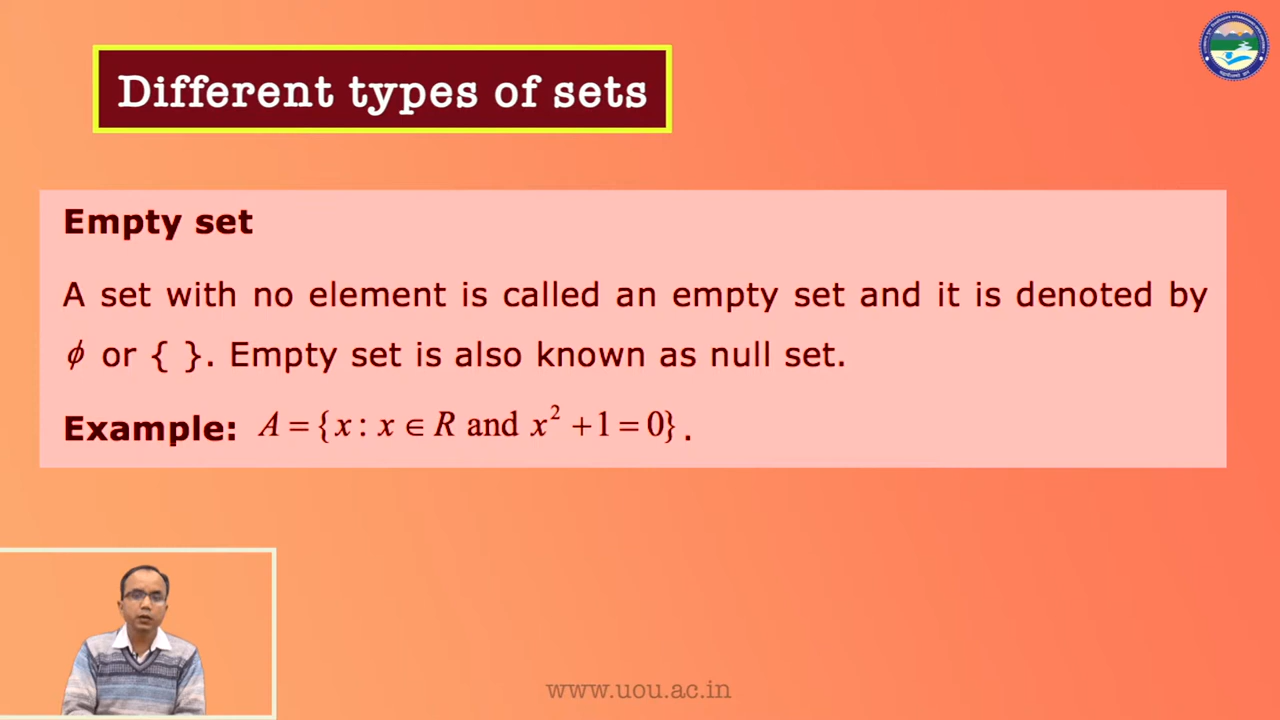 Different types of sets
Empty set
A set with no element is called an empty set and it is denoted by
ϕ or { }. Empty set is also known as null set.
Example: A = {x : x ∈ R and x² + 1 = 0} .
www.uou.ac.in